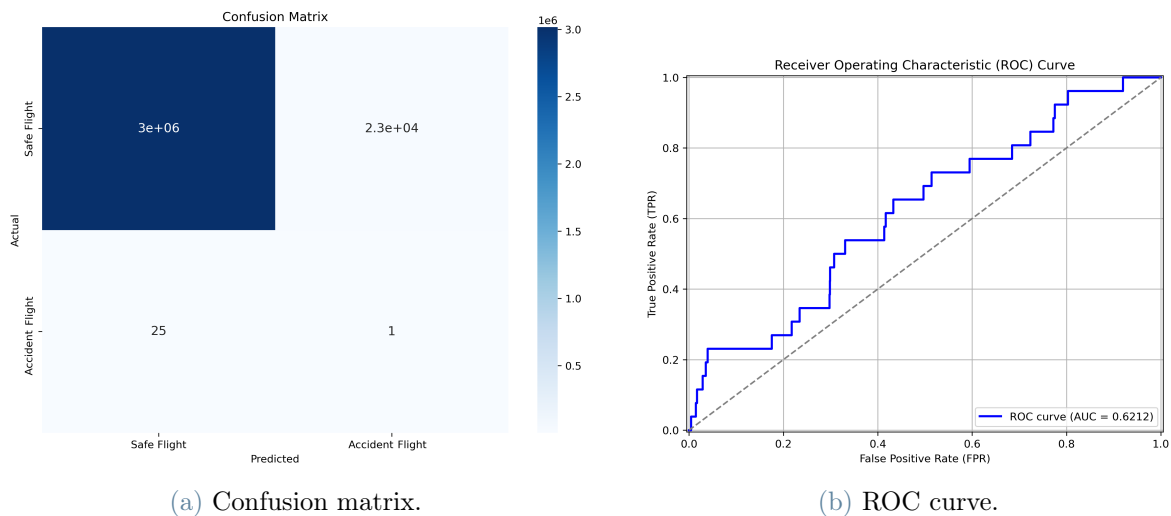 Confusion Matrix
1e6
Safe Flight
Accident Flight
Actual
3e+06
2.3e+04
25
1
Safe Flight
Accident Flight
Predicted
3.0
2.5
2.0
1.5
1.0
0.5
(a) Confusion matrix.
Receiver Operating Characteristic (ROC) Curve
True Positive Rate (TPR)
1.0
0.8
0.6
0.4
0.2
0.0
ROC curve (AUC = 0.6212)
0.0
0.2
0.4
0.6
0.8
1.0
False Positive Rate (FPR)
(b) ROC curve.